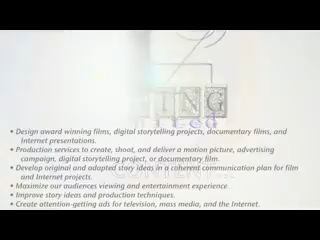 ING
• Design award winning films, digital storytelling projects, documentary films, and
Internet presentations.
• Production services to create, shoot, and deliver a motion picture, advertising
campaign, digital storytelling project, or documentary film.
• Develop original and adapted story ideas in a coherent communication plan for film
and Internet projects.
• Maximize our audiences viewing and entertainment experience.
• Improve story ideas and production techniques.
• Create attention-getting ads for television, mass media, and the Internet.